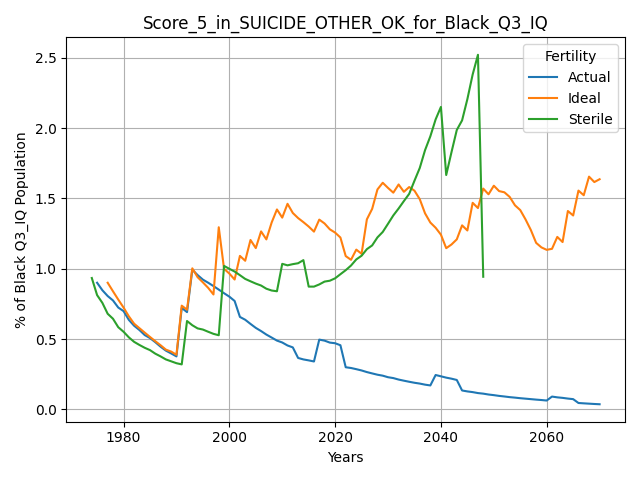 Score_5_in_SUICIDE_OTHER_OK_for_Black_Q3_IQ
% of Black Q3_IQ Population
2.5
2.0
1.5
1.0
0.5
0.0
Fertility
Actual
Ideal
Sterile
1980
2000
2020
2040
2060
Years